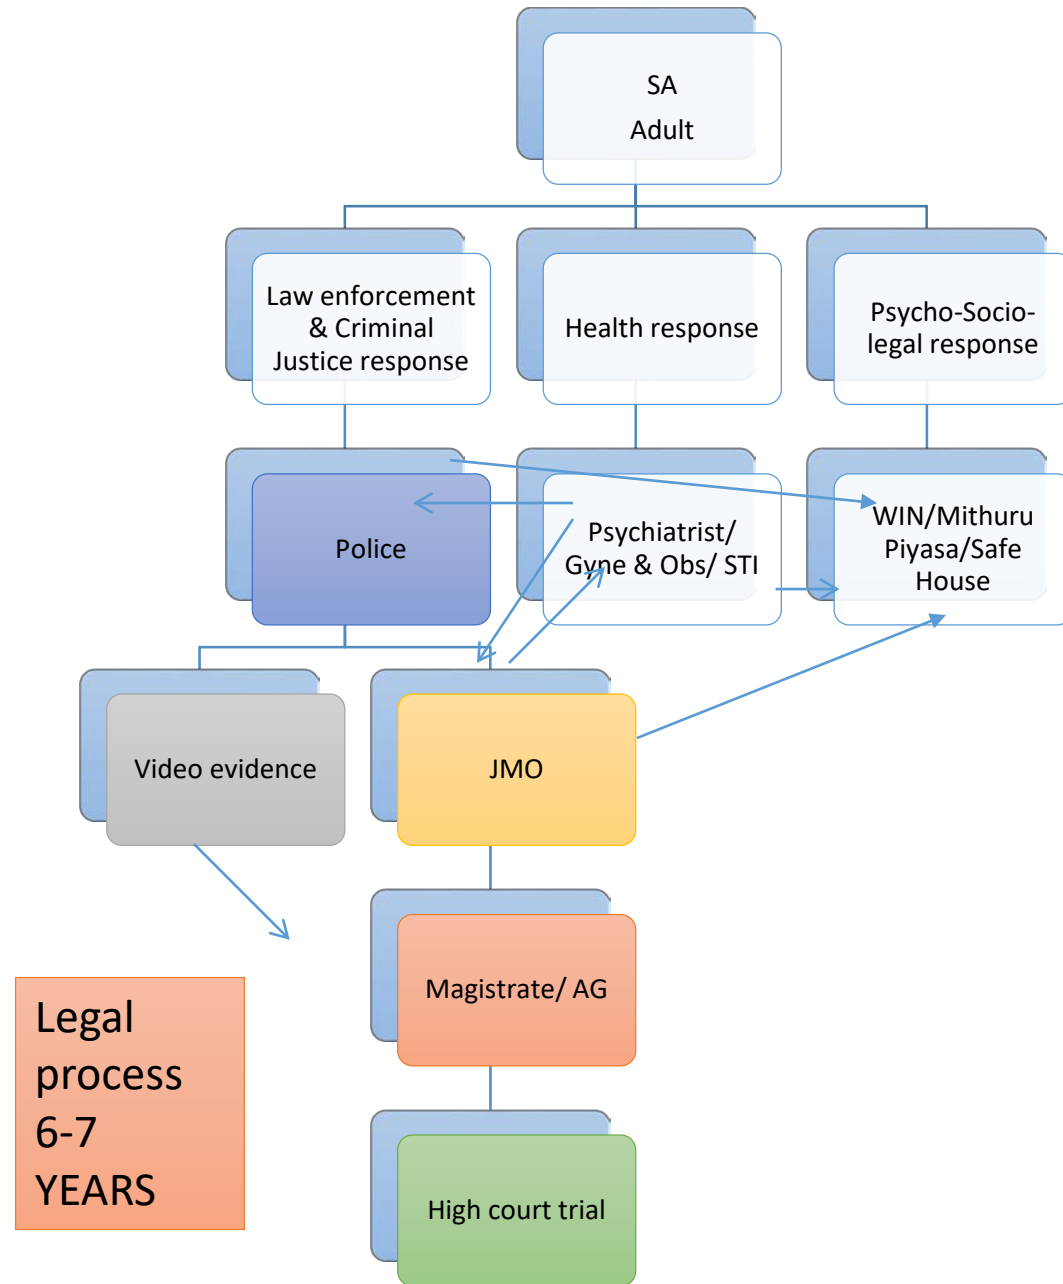 SA
Adult
Law enforcement
& Criminal
Justice response
Health response
Psycho-Socio-
legal response
Police
Psychiatrist/
Gyne & Obs/ STI
WIN/Mithuru
Piyasa/Safe
House
Video evidence
JMO
Magistrate/ AG
Legal
process
6-7
YEARS
High court trial